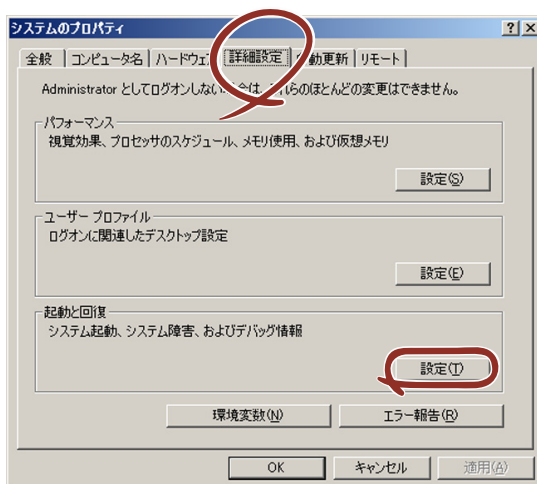 システムのプロパティ
全般 コンピュータ名 ハードウェ 詳細設定 動更新 リモート
Administrator としてログオンしない は、 れらのほとんどの変更はできません。
パフォーマンス
視覚効果、プロセッサのスケジュール、メモリ使用、および仮想メモリ
設定(S)
ユーザー プロファイル
ログオンに関連したデスクトップ設定
設定(E)
起動と回復
システム起動、システム障害、およびデバッグ情報
設定(T)
環境変数(N) エラー報告(R)
OK キャンセル 適用(A)